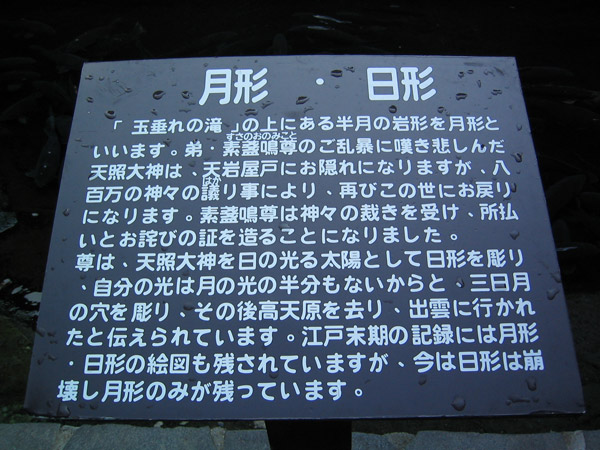 月形 ・ 日形
「 玉垂れの滝 」の上にある半月の岩形を月形と
すさのおのみこと
いいます。弟、素盞鳴尊のご乱暴に嘆き悲しんだ
天照大神は、天岩屋戸にお隠れになりますが、八
はか
百万の神々の議り事により、再びこの世にお戻り
になります。素盞鳴尊は神々の裁きを受け、所払
いとお詫びの証を造ることになりました。
尊は、天照大神を日の光る太陽として日形を彫り
、自分の光は月の光の半分もないからと、三日月
の穴を彫り、その後高天原を去り、出雲に行かれ
たと伝えられています。江戸末期の記録には月形
・日形の絵図も残されていますが、今は日形は崩
壊し月形のみが残っています。